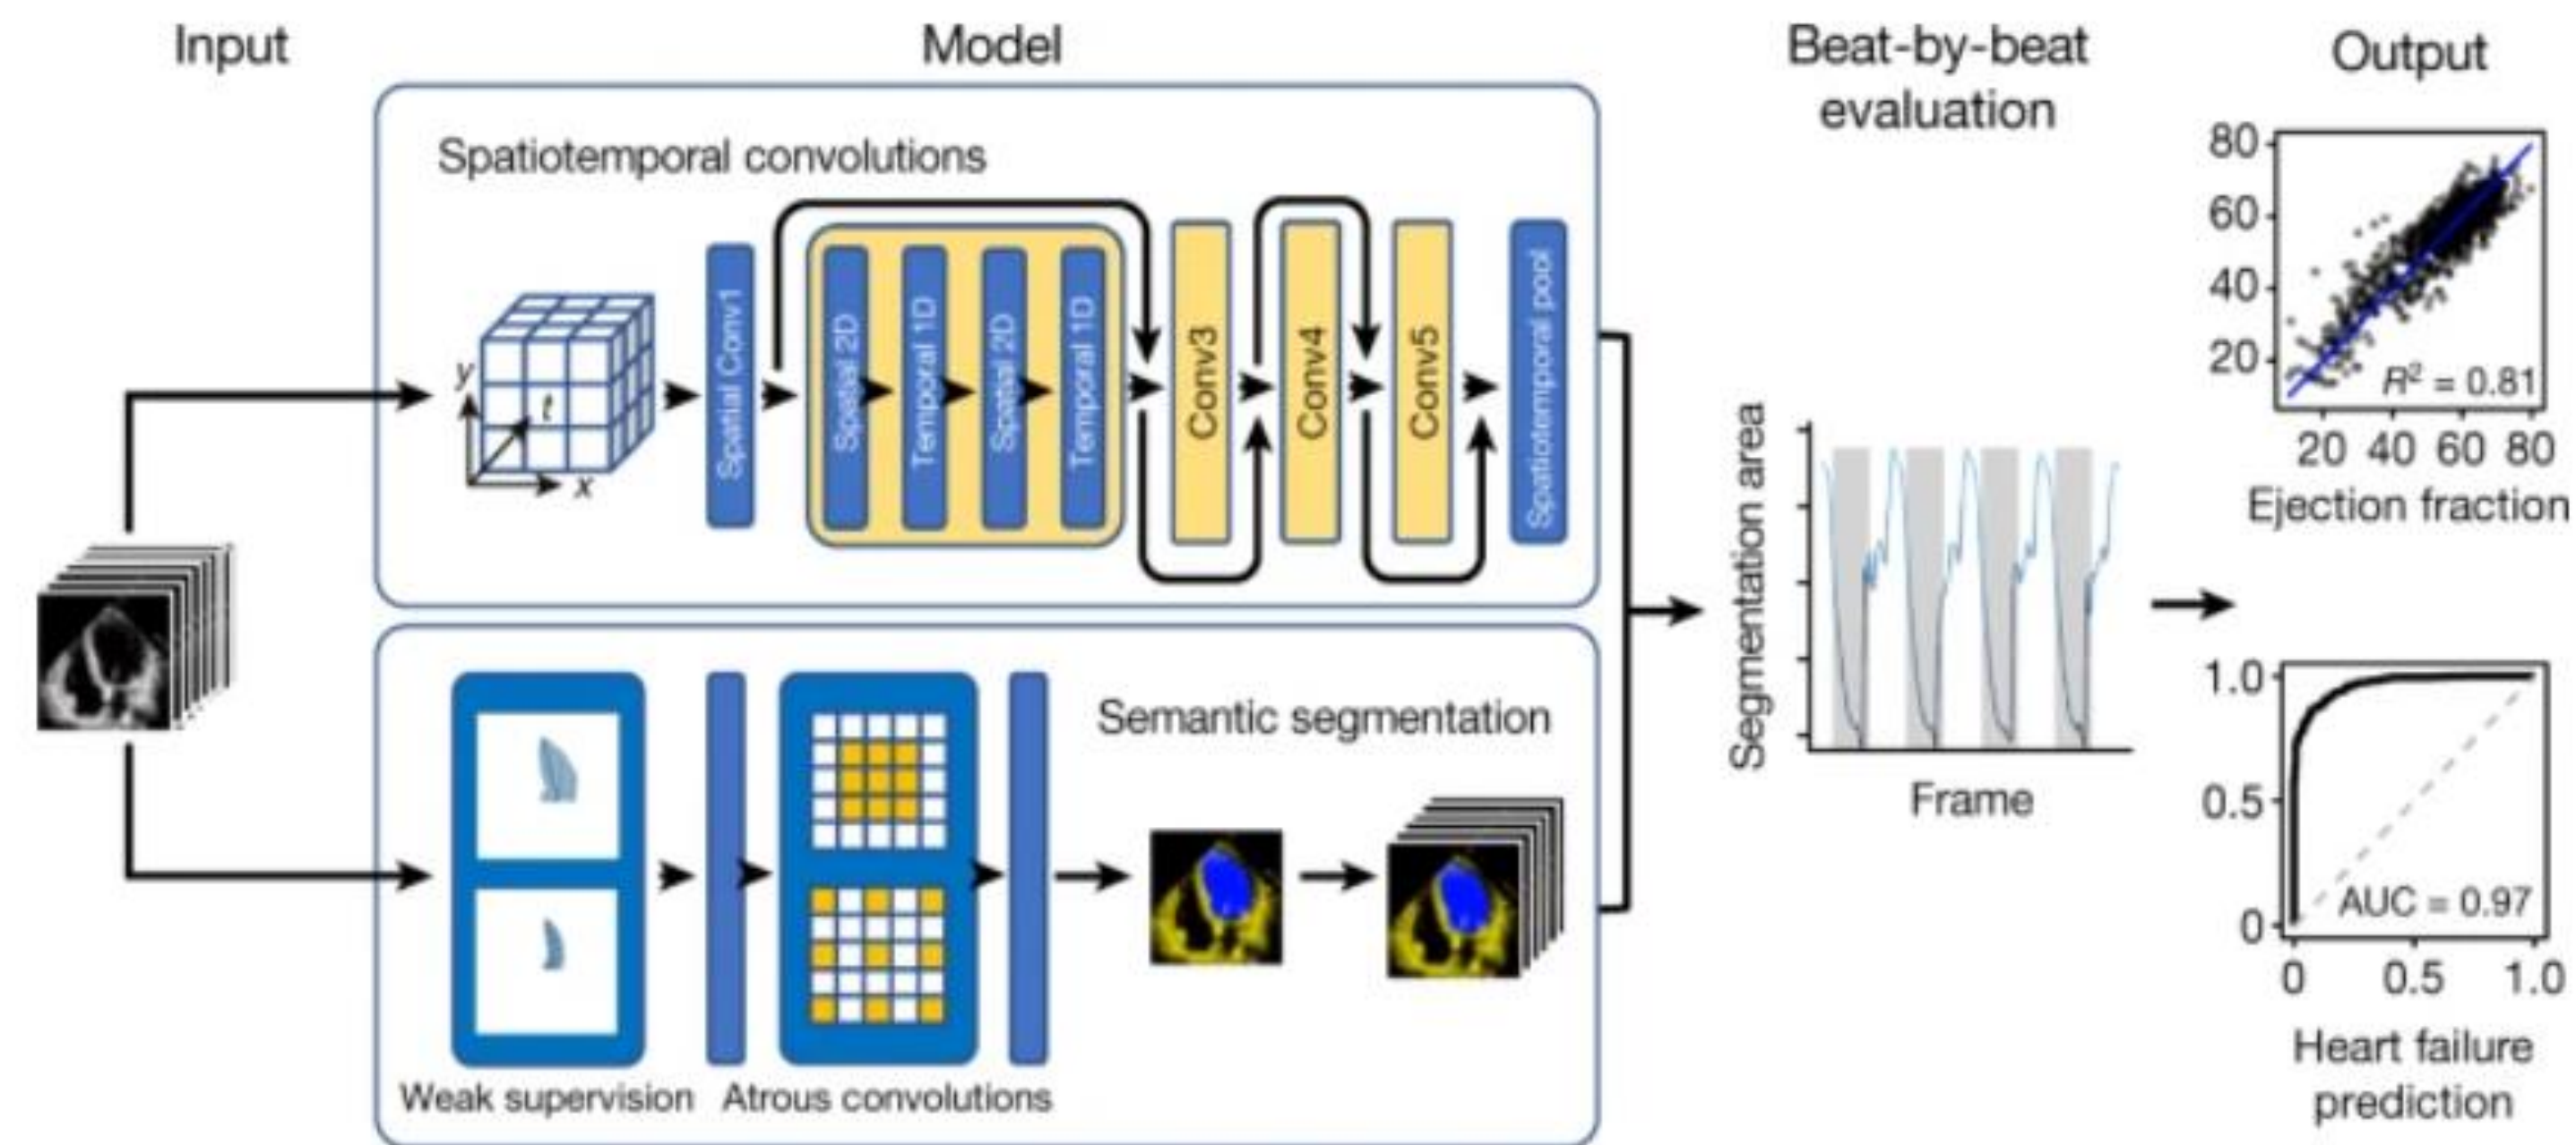 Input
Model
Beat-by-beat
evaluation
Output
Spatiotemporal convolutions
y
t
x
Spatial Conv1
Spatial 2D
Temporal 1D
Spatial 2D
Temporal 1D
Conv3
Conv4
Conv5
Spatiotemporal pool
Weak supervision
Atrous convolutions
Semantic segmentation
Segmentation area
Frame
80
60
40
20
R² = 0.81
20 40 60 80
Ejection fraction
1.0
0.5
0
AUC = 0.97
0 0.5 1.0
Heart failure
prediction